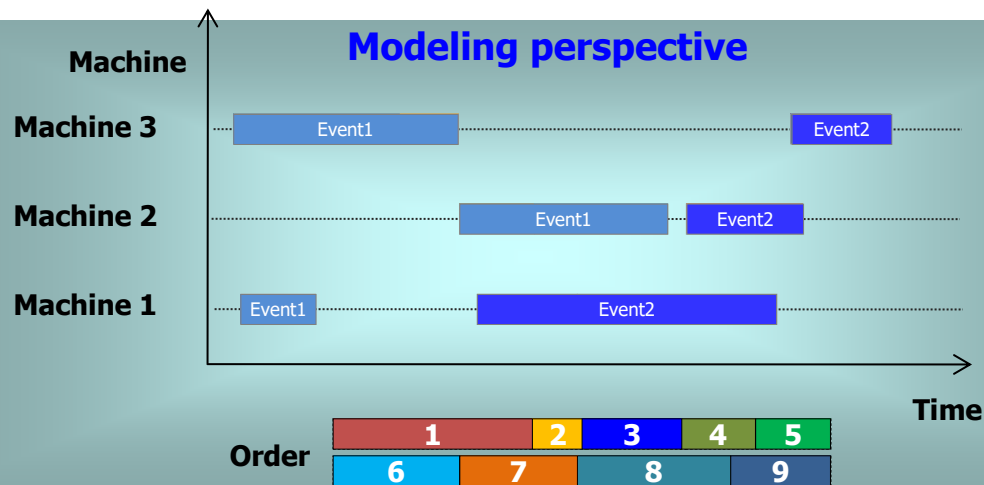 Modeling perspective
Machine
Machine 3
Event1
Event2
Machine 2
Event1
Event2
Machine 1
Event1
Event2
Time
Order
1 2 3 4 5
6 7 8 9